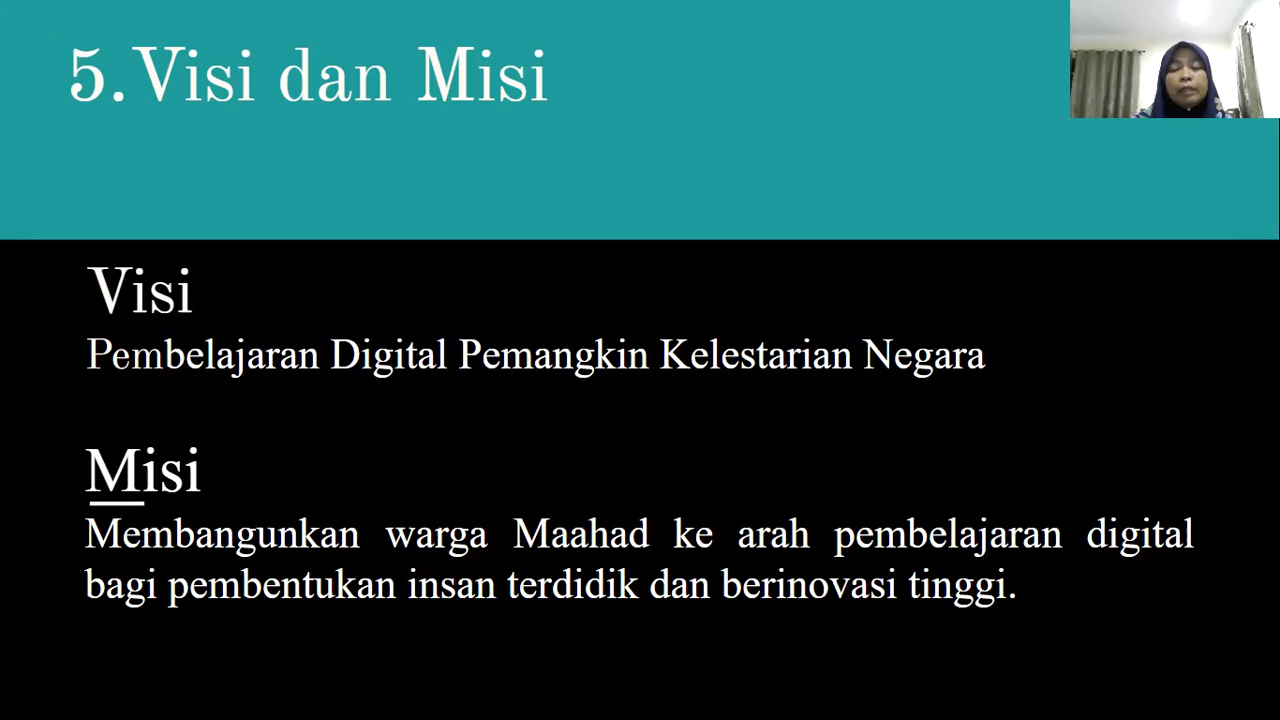 5. Visi dan Misi
Visi
Pembelajaran Digital Pemangkin Kelestarian Negara
Misi
Membangunkan warga Maahad ke arah pembelajaran digital
bagi pembentukan insan terdidik dan berinovasi tinggi.